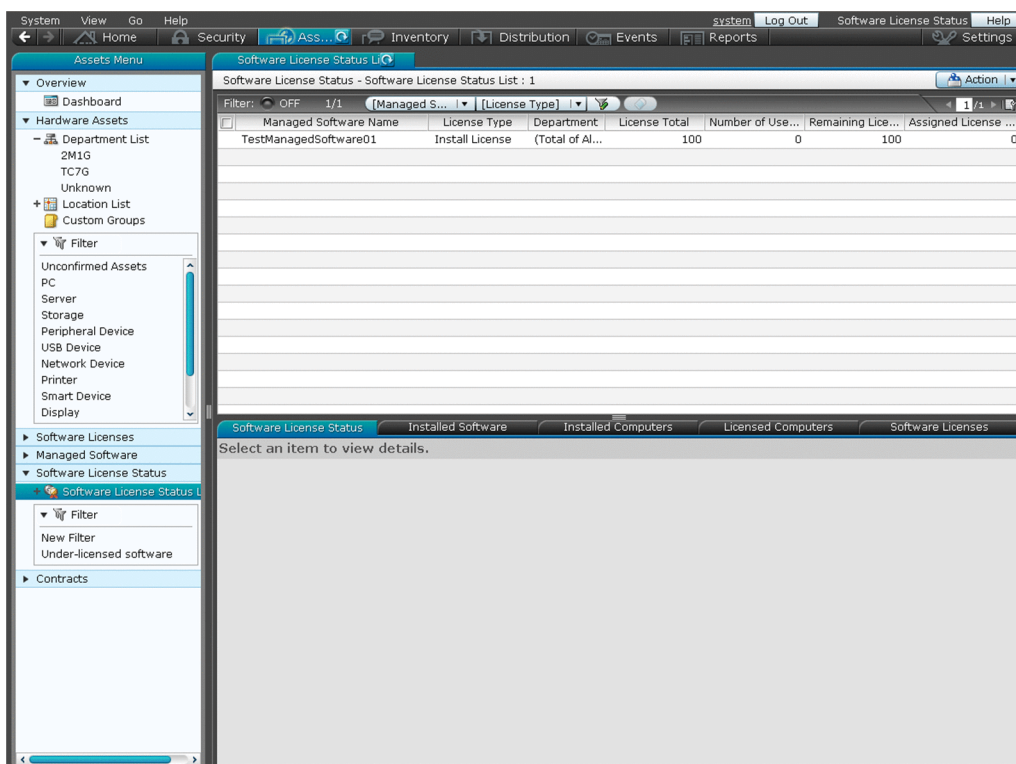 System View Go Help system Log Out Software License Status Help
Home Security Ass... Inventory Distribution Events Reports Settings
Assets Menu
Software License Status Li
Overview
Dashboard
Hardware Assets
Department List
2M1G
TC7G
Unknown
Location List
Custom Groups
Filter
Unconfirmed Assets
PC
Server
Storage
Peripheral Device
USB Device
Network Device
Printer
Smart Device
Display
Software Licenses
Managed Software
Software License Status
Software License Status L
Filter
New Filter
Under-licensed software
Contracts
Software License Status - Software License Status List : 1 Action
Filter: OFF 1/1 [Managed S... [License Type] 1 /1
Managed Software Name License Type Department License Total Number of Use... Remaining Lice... Assigned License ...
TestManagedSoftware01 Install License (Total of Al... 100 0 100 0
Software License Status Installed Software Installed Computers Licensed Computers Software Licenses
Select an item to view details.